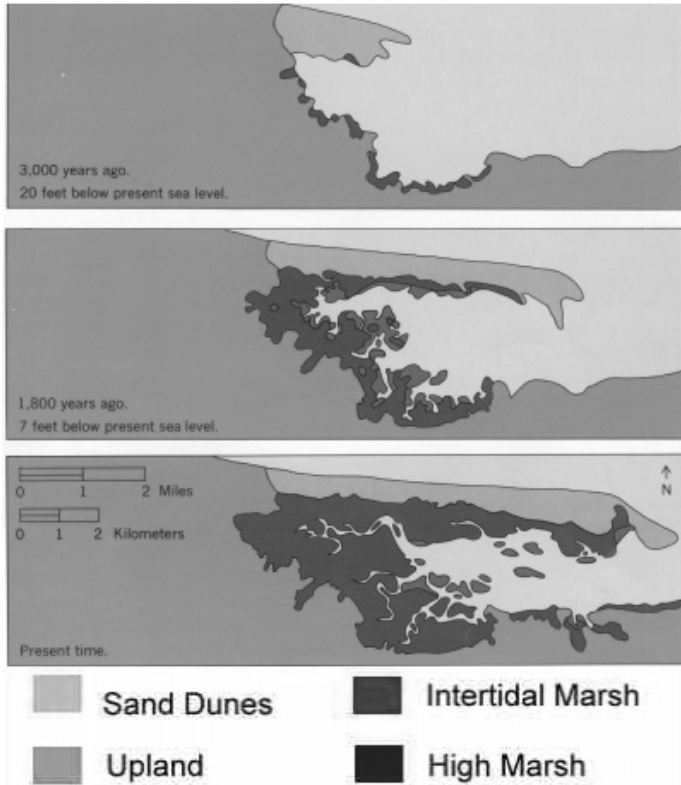 3,000 years ago.
20 feet below present sea level.
1,800 years ago.
7 feet below present sea level.
0 1 2 Miles
0 1 2 Kilometers
N
Present time.
Sand Dunes
Intertidal Marsh
Upland
High Marsh